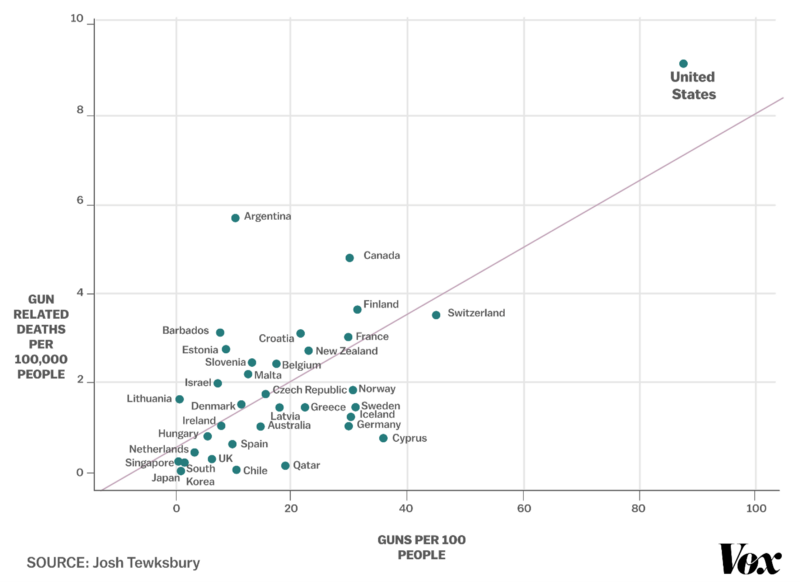 10
8
6
4
2
0
GUN
RELATED
DEATHS
PER
100,000
PEOPLE
United
States
Argentina
Canada
Finland
Switzerland
Barbados
Croatia
France
Estonia
New Zealand
Slovenia
Belgium
Malta
Israel
Czech Republic
Norway
Lithuania
Denmark
Greece
Sweden
Latvia
Iceland
Ireland
Australia
Germany
Hungary
Cyprus
Spain
Netherlands
UK
Singapore
South
Korea
Chile
Qatar
Japan
0
20
40
60
80
100
GUNS PER 100
PEOPLE
SOURCE: Josh Tewksbury
Vox